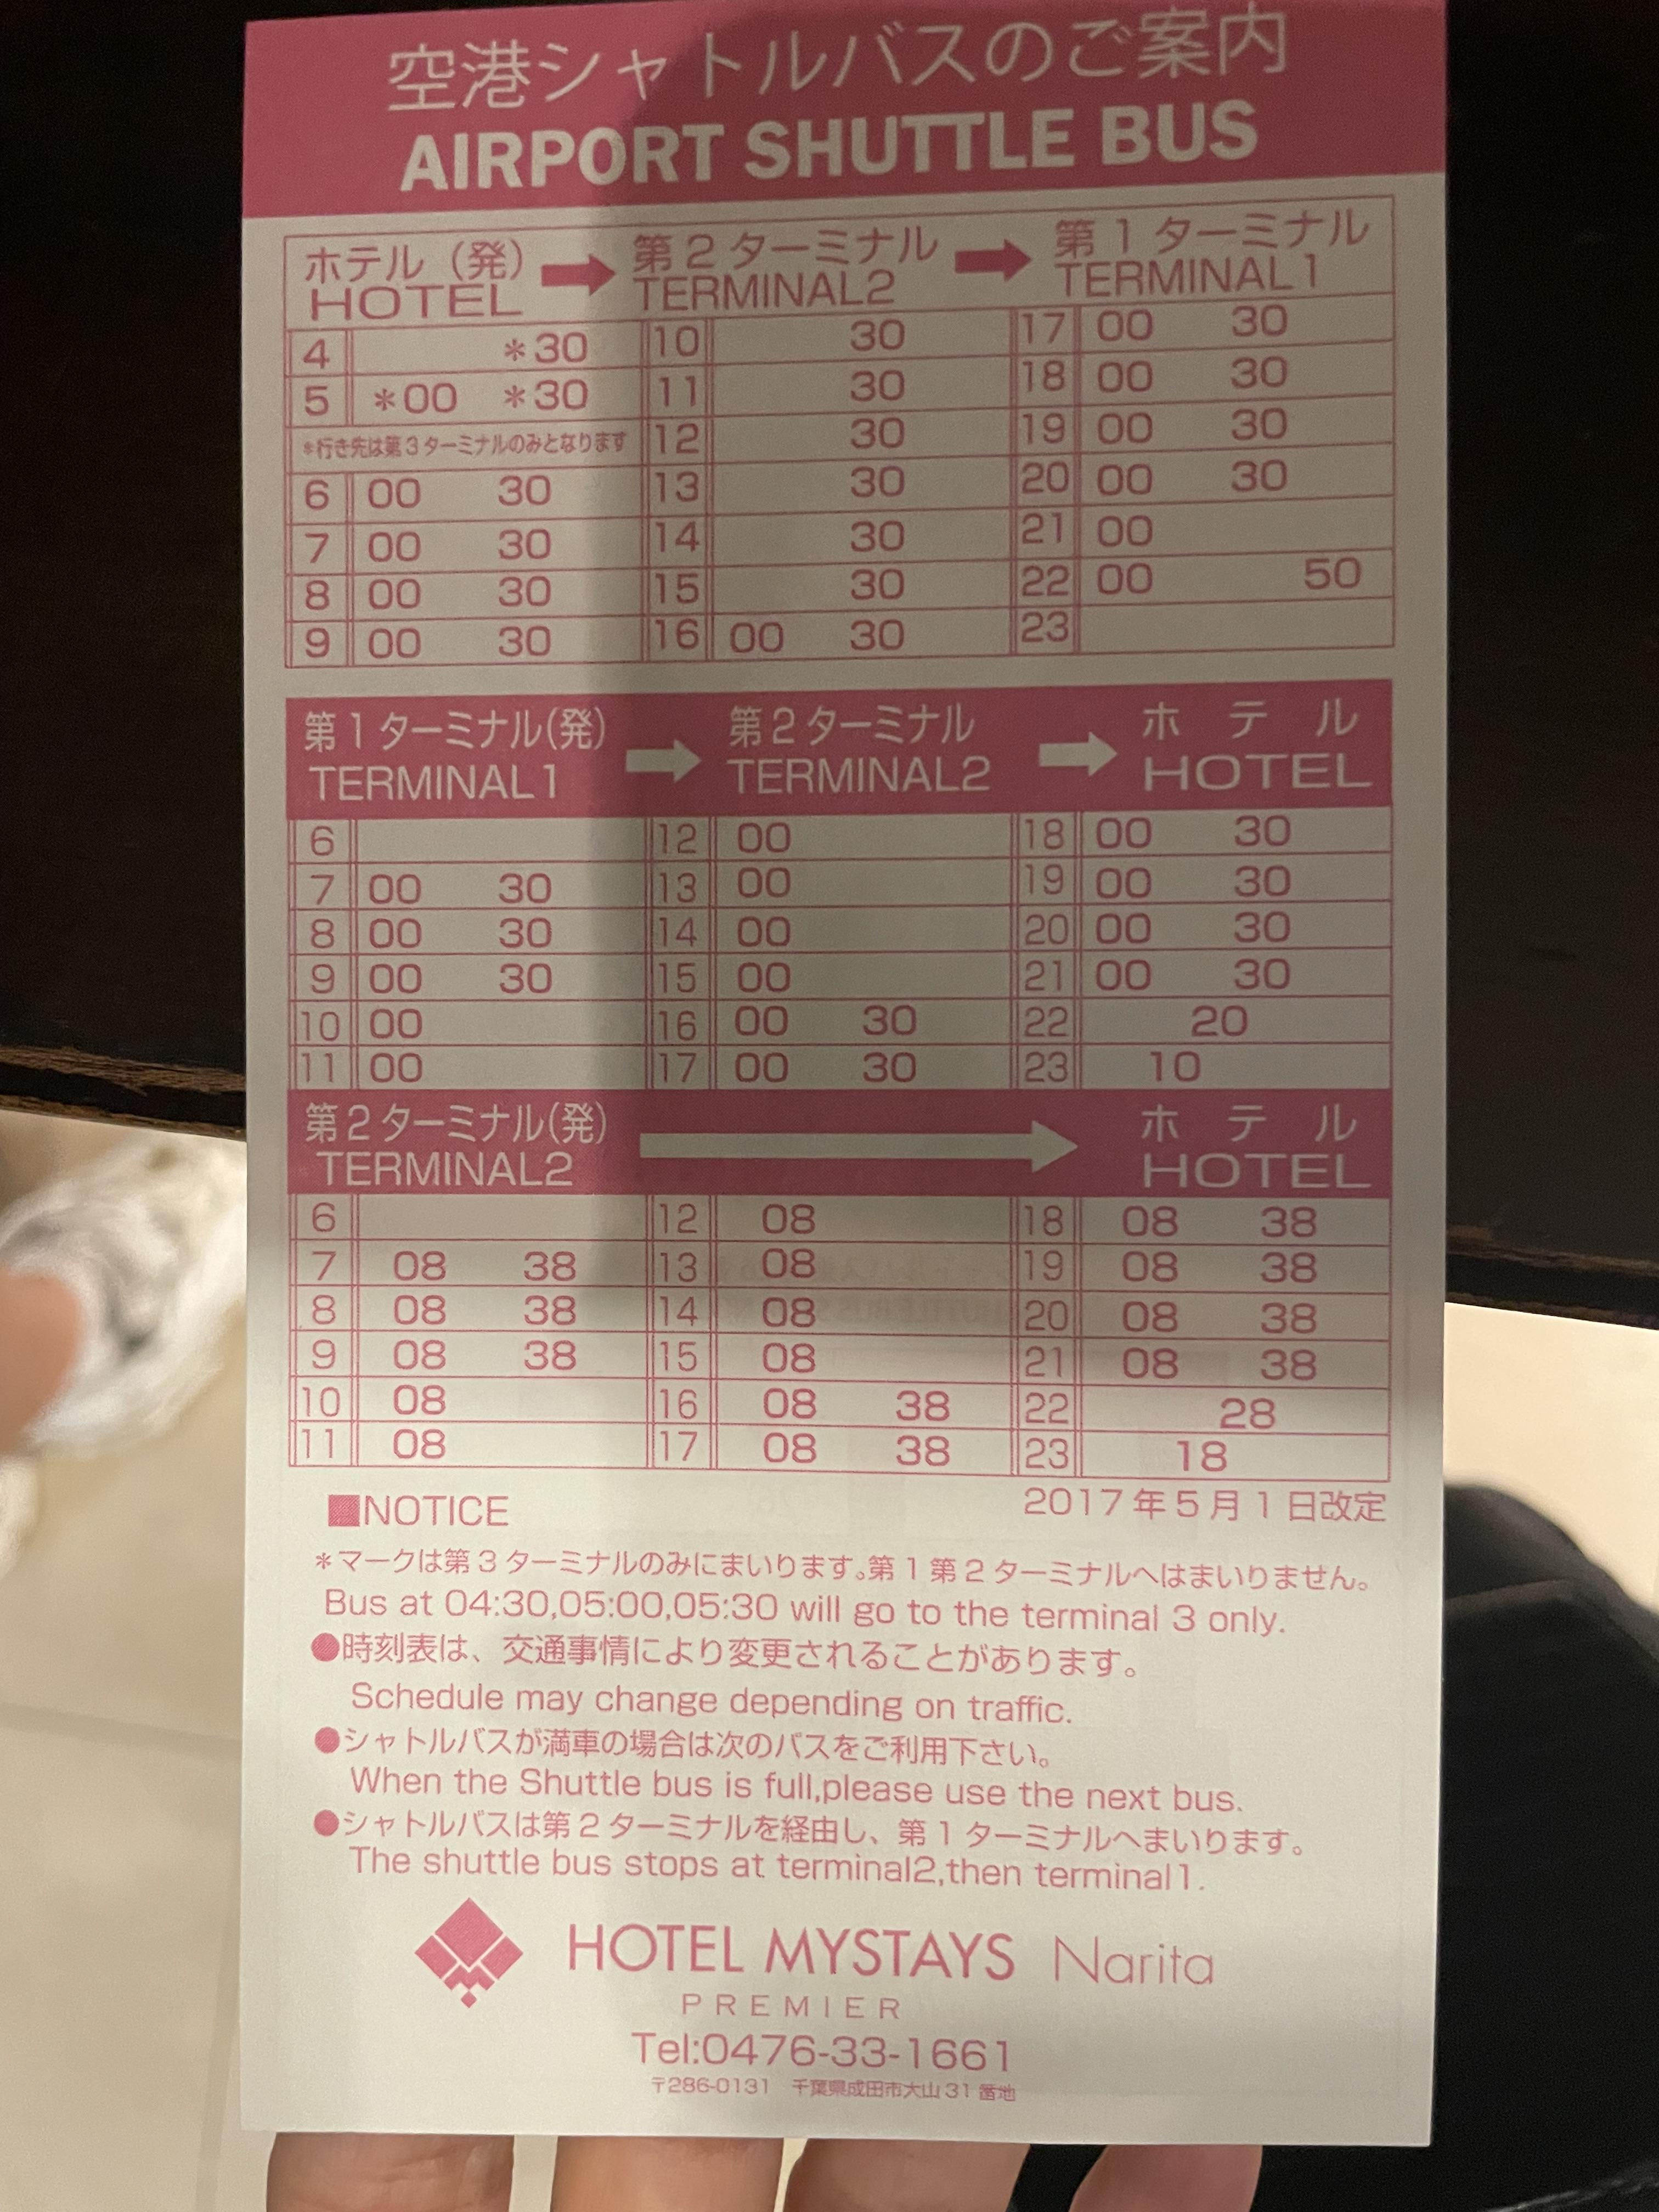 空港シャトルバスのご案内
AIRPORT SHUTTLE BUS
ホテル（発） 第2ターミナル 第1ターミナル
HOTEL TERMINAL2 TERMINAL1
4 *30 10 30 17 00 30
5 *00 *30 11 30 18 00 30
*行き先は第3ターミナルのみとなります 12 30 19 00 30
6 00 30 13 30 20 00 30
7 00 30 14 30 21 00
8 00 30 15 30 22 00 50
9 00 30 16 00 30 23
第1ターミナル(発) 第2ターミナル ホテル
TERMINAL1 TERMINAL2 HOTEL
6 12 00 18 00 30
7 00 30 13 00 19 00 30
8 00 30 14 00 20 00 30
9 00 30 15 00 21 00 30
10 00 16 00 30 22 20
11 00 17 00 30 23 10
第2ターミナル(発) ホテル
TERMINAL2 HOTEL
6 12 08 18 08 38
7 08 38 13 08 19 08 38
8 08 38 14 08 20 08 38
9 08 38 15 08 21 08 38
10 08 16 08 38 22 28
11 08 17 08 38 23 18
■NOTICE 2017年5月1日改定
*マークは第3ターミナルのみにまいります。第1第2ターミナルへはまいりません。
Bus at 04:30,05:00,05:30 will go to the terminal 3 only.
●時刻表は、交通事情により変更されることがあります。
Schedule may change depending on traffic.
●シャトルバスが満車の場合は次のバスをご利用下さい。
When the Shuttle bus is full,please use the next bus.
●シャトルバスは第2ターミナルを経由し、第1ターミナルへまいります。
The shuttle bus stops at terminal2,then terminal1.
HOTEL MYSTAYS Narita
PREMIER
Tel:0476-33-1661
〒286-0131 千葉県成田市大山31番地